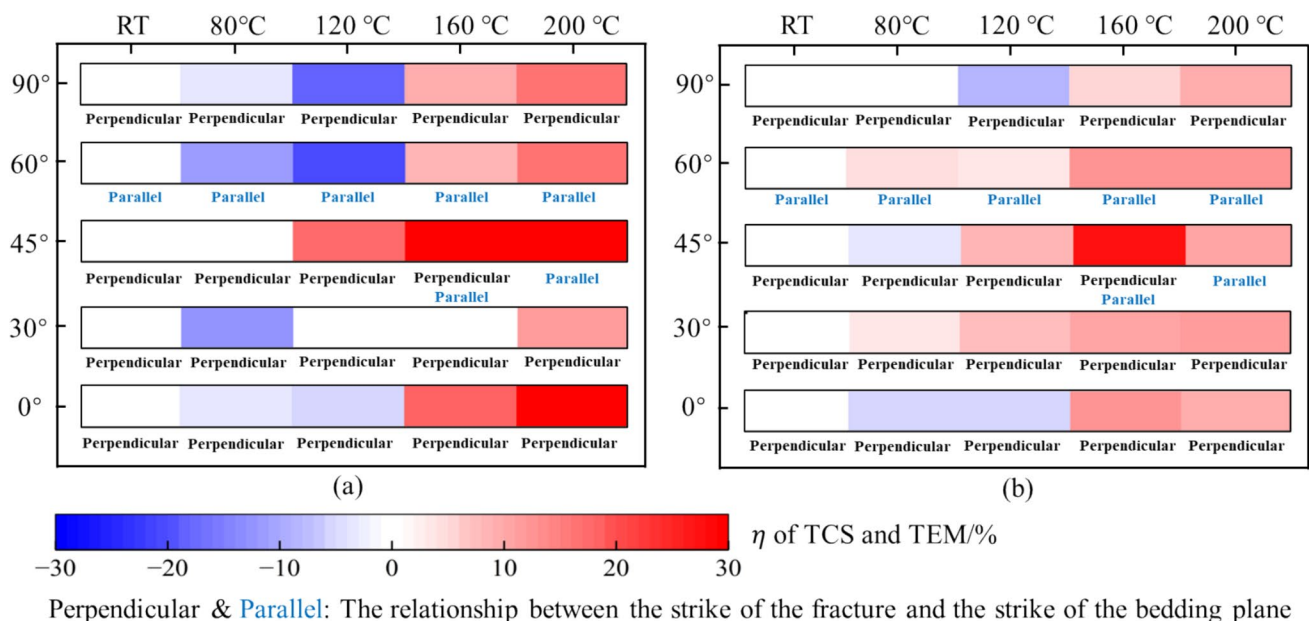 RT 80°C 120 °C 160 °C 200 °C
90°
Perpendicular Perpendicular Perpendicular Perpendicular Perpendicular
60°
Parallel Parallel Parallel Parallel Parallel
45°
Perpendicular Perpendicular Perpendicular Perpendicular Parallel
Parallel
30°
Perpendicular Perpendicular Perpendicular Perpendicular Perpendicular
0°
Perpendicular Perpendicular Perpendicular Perpendicular Perpendicular
(a)
RT 80°C 120 °C 160 °C 200 °C
90°
Perpendicular Perpendicular Perpendicular Perpendicular Perpendicular
60°
Parallel Parallel Parallel Parallel Parallel
45°
Perpendicular Perpendicular Perpendicular Perpendicular Parallel
Parallel
30°
Perpendicular Perpendicular Perpendicular Perpendicular Perpendicular
0°
Perpendicular Perpendicular Perpendicular Perpendicular Perpendicular
(b)
η of TCS and TEM/%
−30 −20 −10 0 10 20 30
Perpendicular & Parallel: The relationship between the strike of the fracture and the strike of the bedding plane